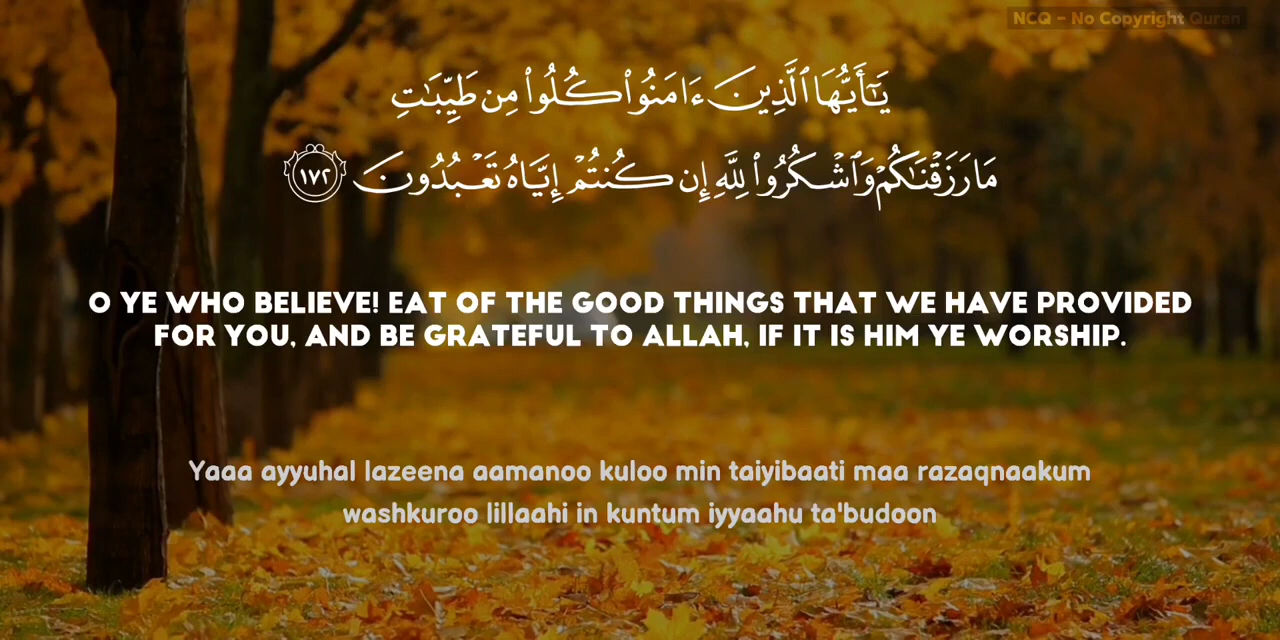 NCQ - No Copyright Quran
يَـٰٓأَيُّهَا ٱلَّذِينَ ءَامَنُوا۟ كُلُوا۟ مِن طَيِّبَـٰتِ
مَا رَزَقْنَـٰكُمْ وَٱشْكُرُوا۟ لِلَّهِ إِن كُنتُمْ إِيَّاهُ تَعْبُدُونَ ١٧٢
O YE WHO BELIEVE! EAT OF THE GOOD THINGS THAT WE HAVE PROVIDED
FOR YOU, AND BE GRATEFUL TO ALLAH, IF IT IS HIM YE WORSHIP.
Yaaa ayyuhal lazeena aamanoo kuloo min taiyibaati maa razaqnaakum
washkuroo lillaahi in kuntum iyyaahu ta'budoon